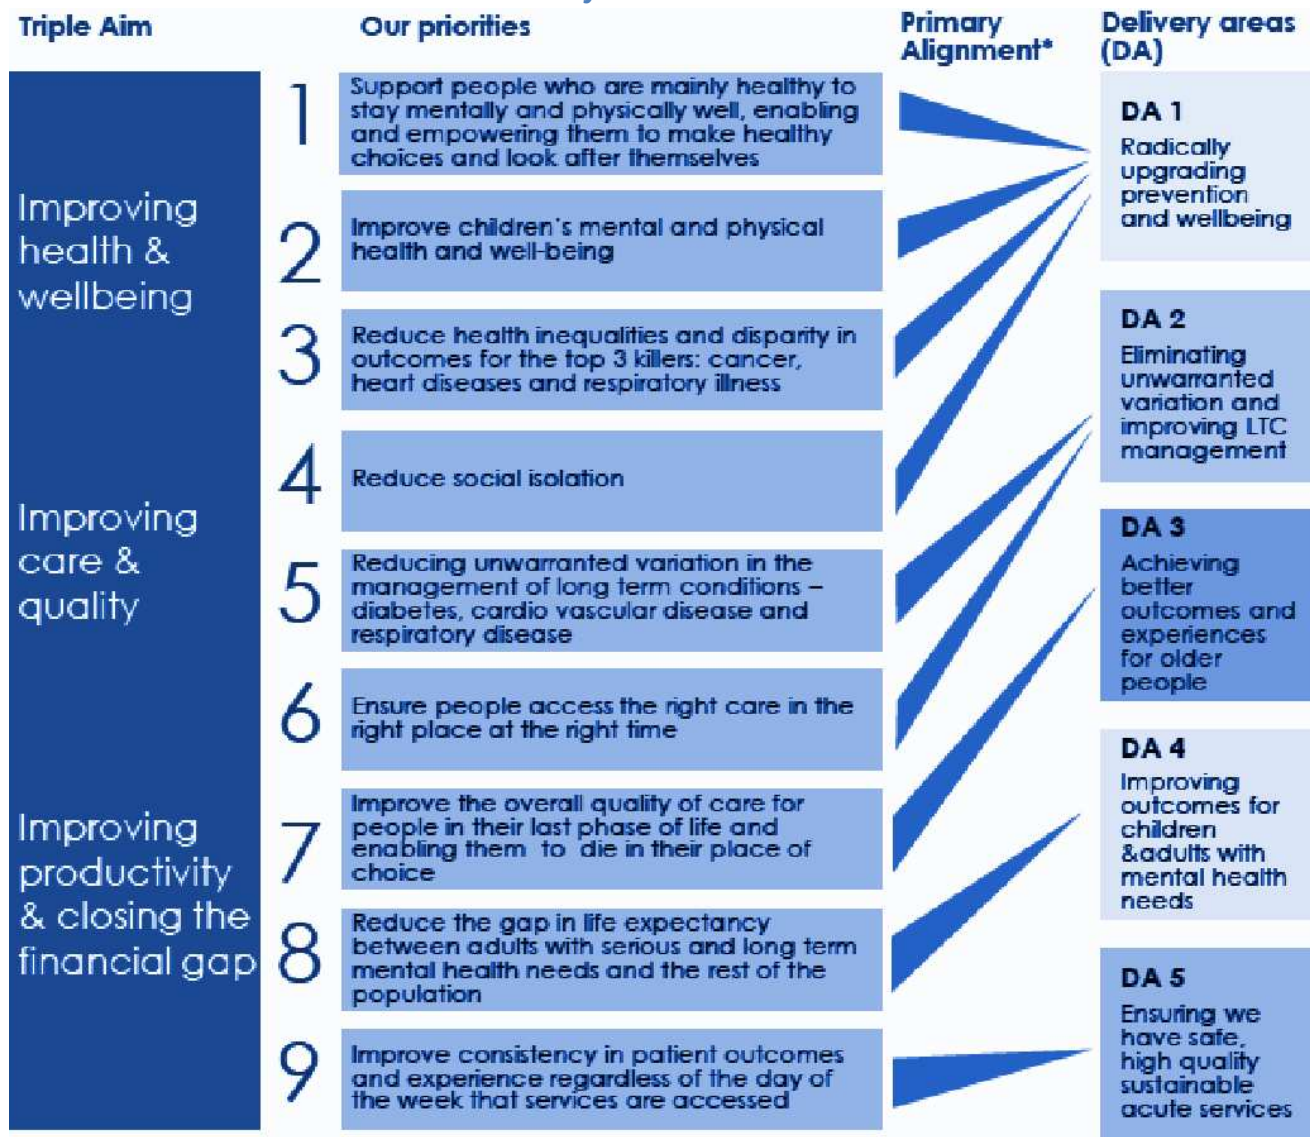 Triple Aim
Our priorities
Primary
Alignment*
Delivery areas
(DA)
Improving
health &
wellbeing
Improving
care &
quality
Improving
productivity
& closing the
financial gap
1
Support people who are mainly healthy to
stay mentally and physically well, enabling
and empowering them to make healthy
choices and look after themselves
2
Improve children's mental and physical
health and well-being
3
Reduce health inequalities and disparity in
outcomes for the top 3 killers: cancer,
heart diseases and respiratory illness
4
Reduce social isolation
5
Reducing unwarranted variation in the
management of long term conditions –
diabetes, cardio vascular disease and
respiratory disease
6
Ensure people access the right care in the
right place at the right time
7
Improve the overall quality of care for
people in their last phase of life and
enabling them to die in their place of
choice
8
Reduce the gap in life expectancy
between adults with serious and long term
mental health needs and the rest of the
population
9
Improve consistency in patient outcomes
and experience regardless of the day of
the week that services are accessed
DA 1
Radically
upgrading
prevention
and wellbeing
DA 2
Eliminating
unwarranted
variation and
improving LTC
management
DA 3
Achieving
better
outcomes and
experiences
for older
people
DA 4
Improving
outcomes for
children
&adults with
mental health
needs
DA 5
Ensuring we
have safe,
high quality
sustainable
acute services